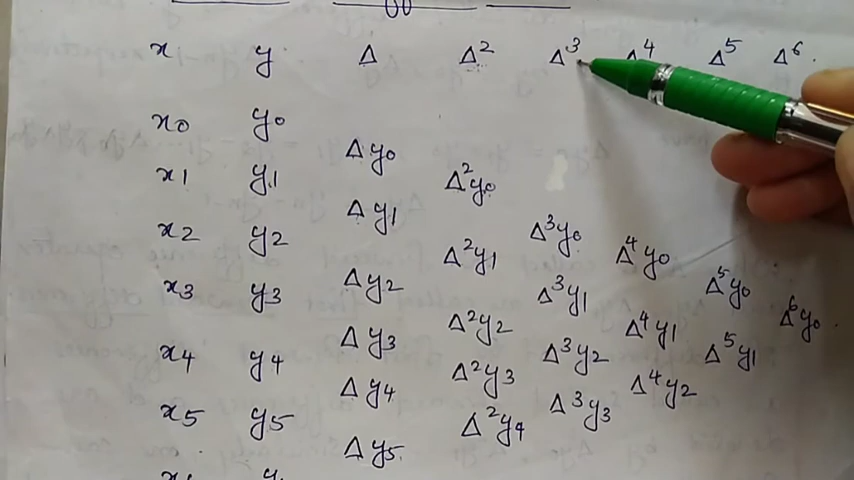 x y Δ Δ² Δ³ Δ⁴ Δ⁵ Δ⁶
x₀ y₀
Δy₀
x₁ y₁ Δ²y₀
Δy₁
x₂ y₂ Δ³y₀
Δ²y₁ Δ⁴y₀
Δy₂ Δ⁵y₀
x₃ y₃ Δ³y₁ Δ⁶y₀
Δ²y₂ Δ⁴y₁
Δy₃ Δ³y₂ Δ⁵y₁
x₄ y₄ Δ²y₃
Δy₄ Δ⁴y₂
x₅ y₅ Δ³y₃
Δ²y₄
Δy₅